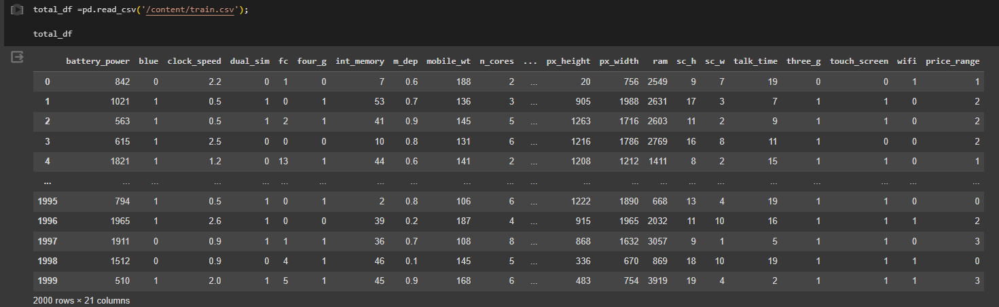 total_df =pd.read_csv('/content/train.csv');
total_df
battery_power blue clock_speed dual_sim fc four_g int_memory m_dep mobile_wt n_cores ... px_height px_width ram sc_h sc_w talk_time three_g touch_screen wifi price_range
0 842 0 2.2 0 1 0 7 0.6 188 2 ... 20 756 2549 9 7 19 0 0 1 1
1 1021 1 0.5 1 0 1 53 0.7 136 3 ... 905 1988 2631 17 3 7 1 1 0 2
2 563 1 0.5 1 2 1 41 0.9 145 5 ... 1263 1716 2603 11 2 9 1 1 0 2
3 615 1 2.5 0 0 0 10 0.8 131 6 ... 1216 1786 2769 16 8 11 1 0 0 2
4 1821 1 1.2 0 13 1 44 0.6 141 2 ... 1208 1212 1411 8 2 15 1 1 0 1
... ... ... ... ... ... ... ... ... ... ... ... ... ... ... ... ... ... ... ... ... ...
1995 794 1 0.5 1 0 1 2 0.8 106 6 ... 1222 1890 668 13 4 19 1 1 0 0
1996 1965 1 2.6 1 0 0 39 0.2 187 4 ... 915 1965 2032 11 10 16 1 1 1 2
1997 1911 0 0.9 1 1 1 36 0.7 108 8 ... 868 1632 3057 9 1 5 1 1 0 3
1998 1512 0 0.9 0 4 1 46 0.1 145 5 ... 336 670 869 18 10 19 1 1 1 0
1999 510 1 2.0 1 5 1 45 0.9 168 6 ... 483 754 3919 19 4 2 1 1 1 3
2000 rows × 21 columns